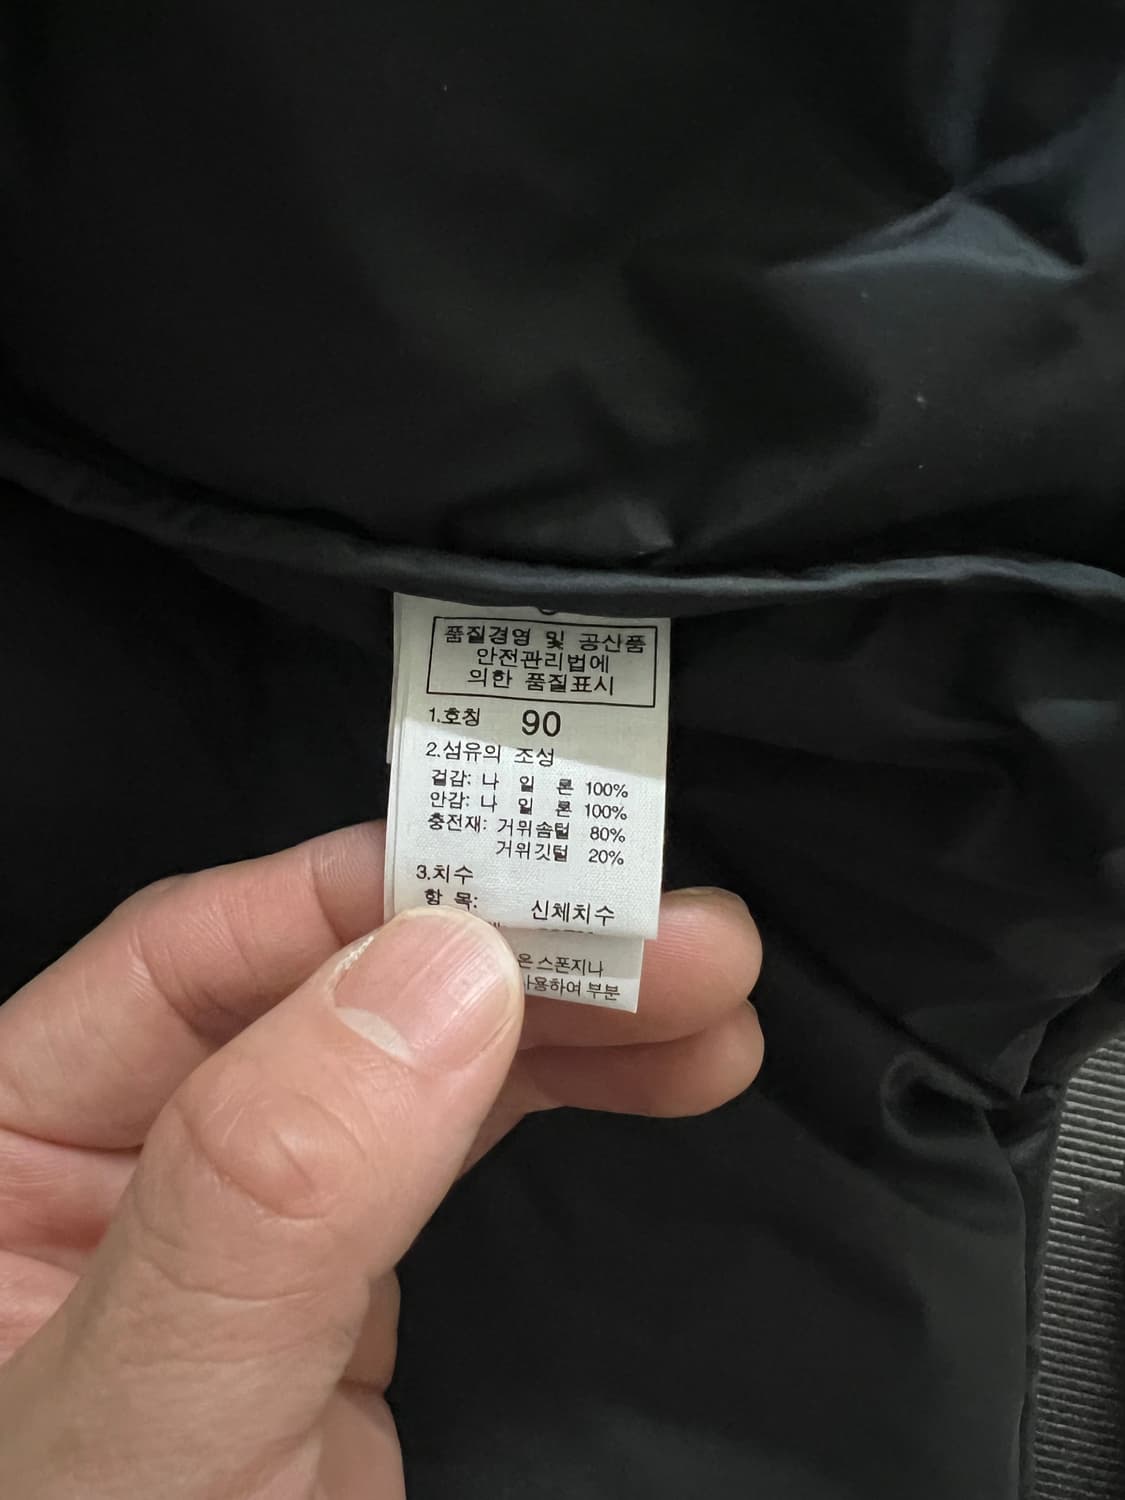 품질경영 및 공산품
안전관리법에
의한 품질표시
1.호칭 90
2.섬유의 조성
겉감: 나 일 론 100%
안감: 나 일 론 100%
충전재: 거위솜털 80%
거위깃털 20%
3.치수
항 목: 신체치수
온 스폰지나
사용하여 부분